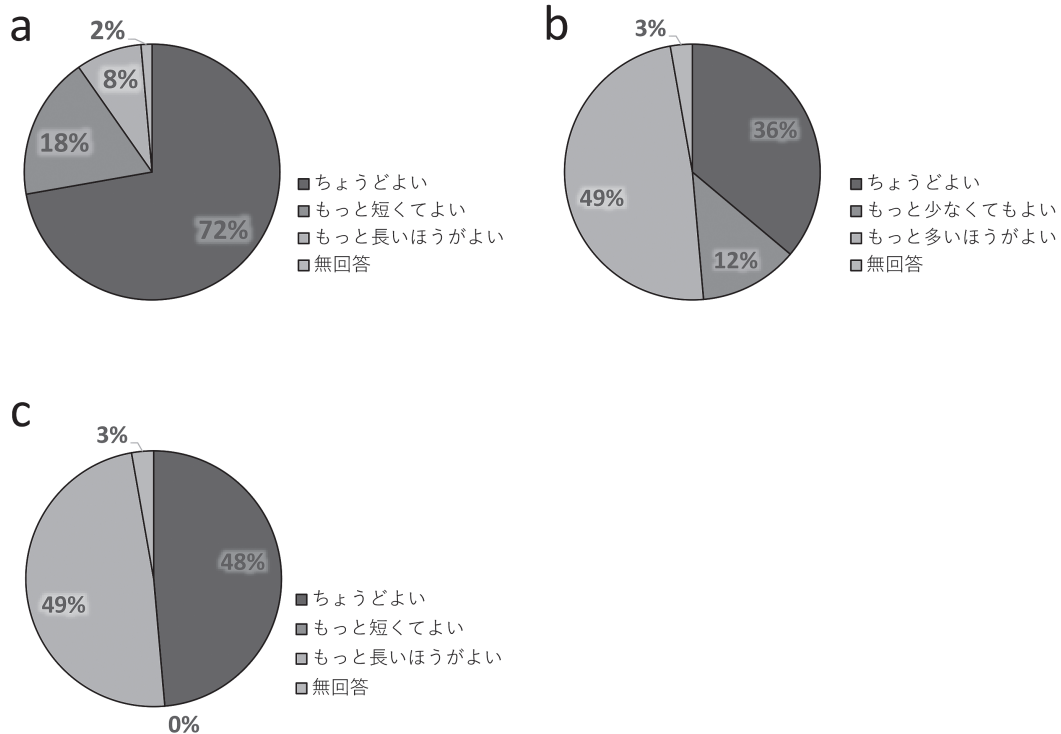 a
2%
8%
18%
72%
ちょうどよい
もっと短くてよい
もっと長いほうがよい
無回答
b
3%
36%
49%
12%
ちょうどよい
もっと少なくてもよい
もっと多いほうがよい
無回答
c
3%
48%
49%
0%
ちょうどよい
もっと短くてよい
もっと長いほうがよい
無回答